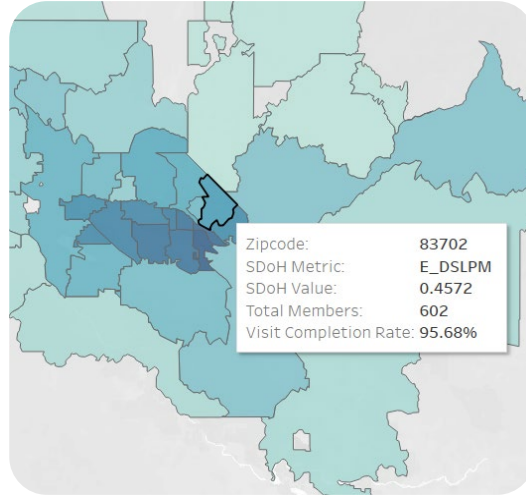 Zipcode: 83702
SDoH Metric: E_DSLPM
SDoH Value: 0.4572
Total Members: 602
Visit Completion Rate: 95.68%